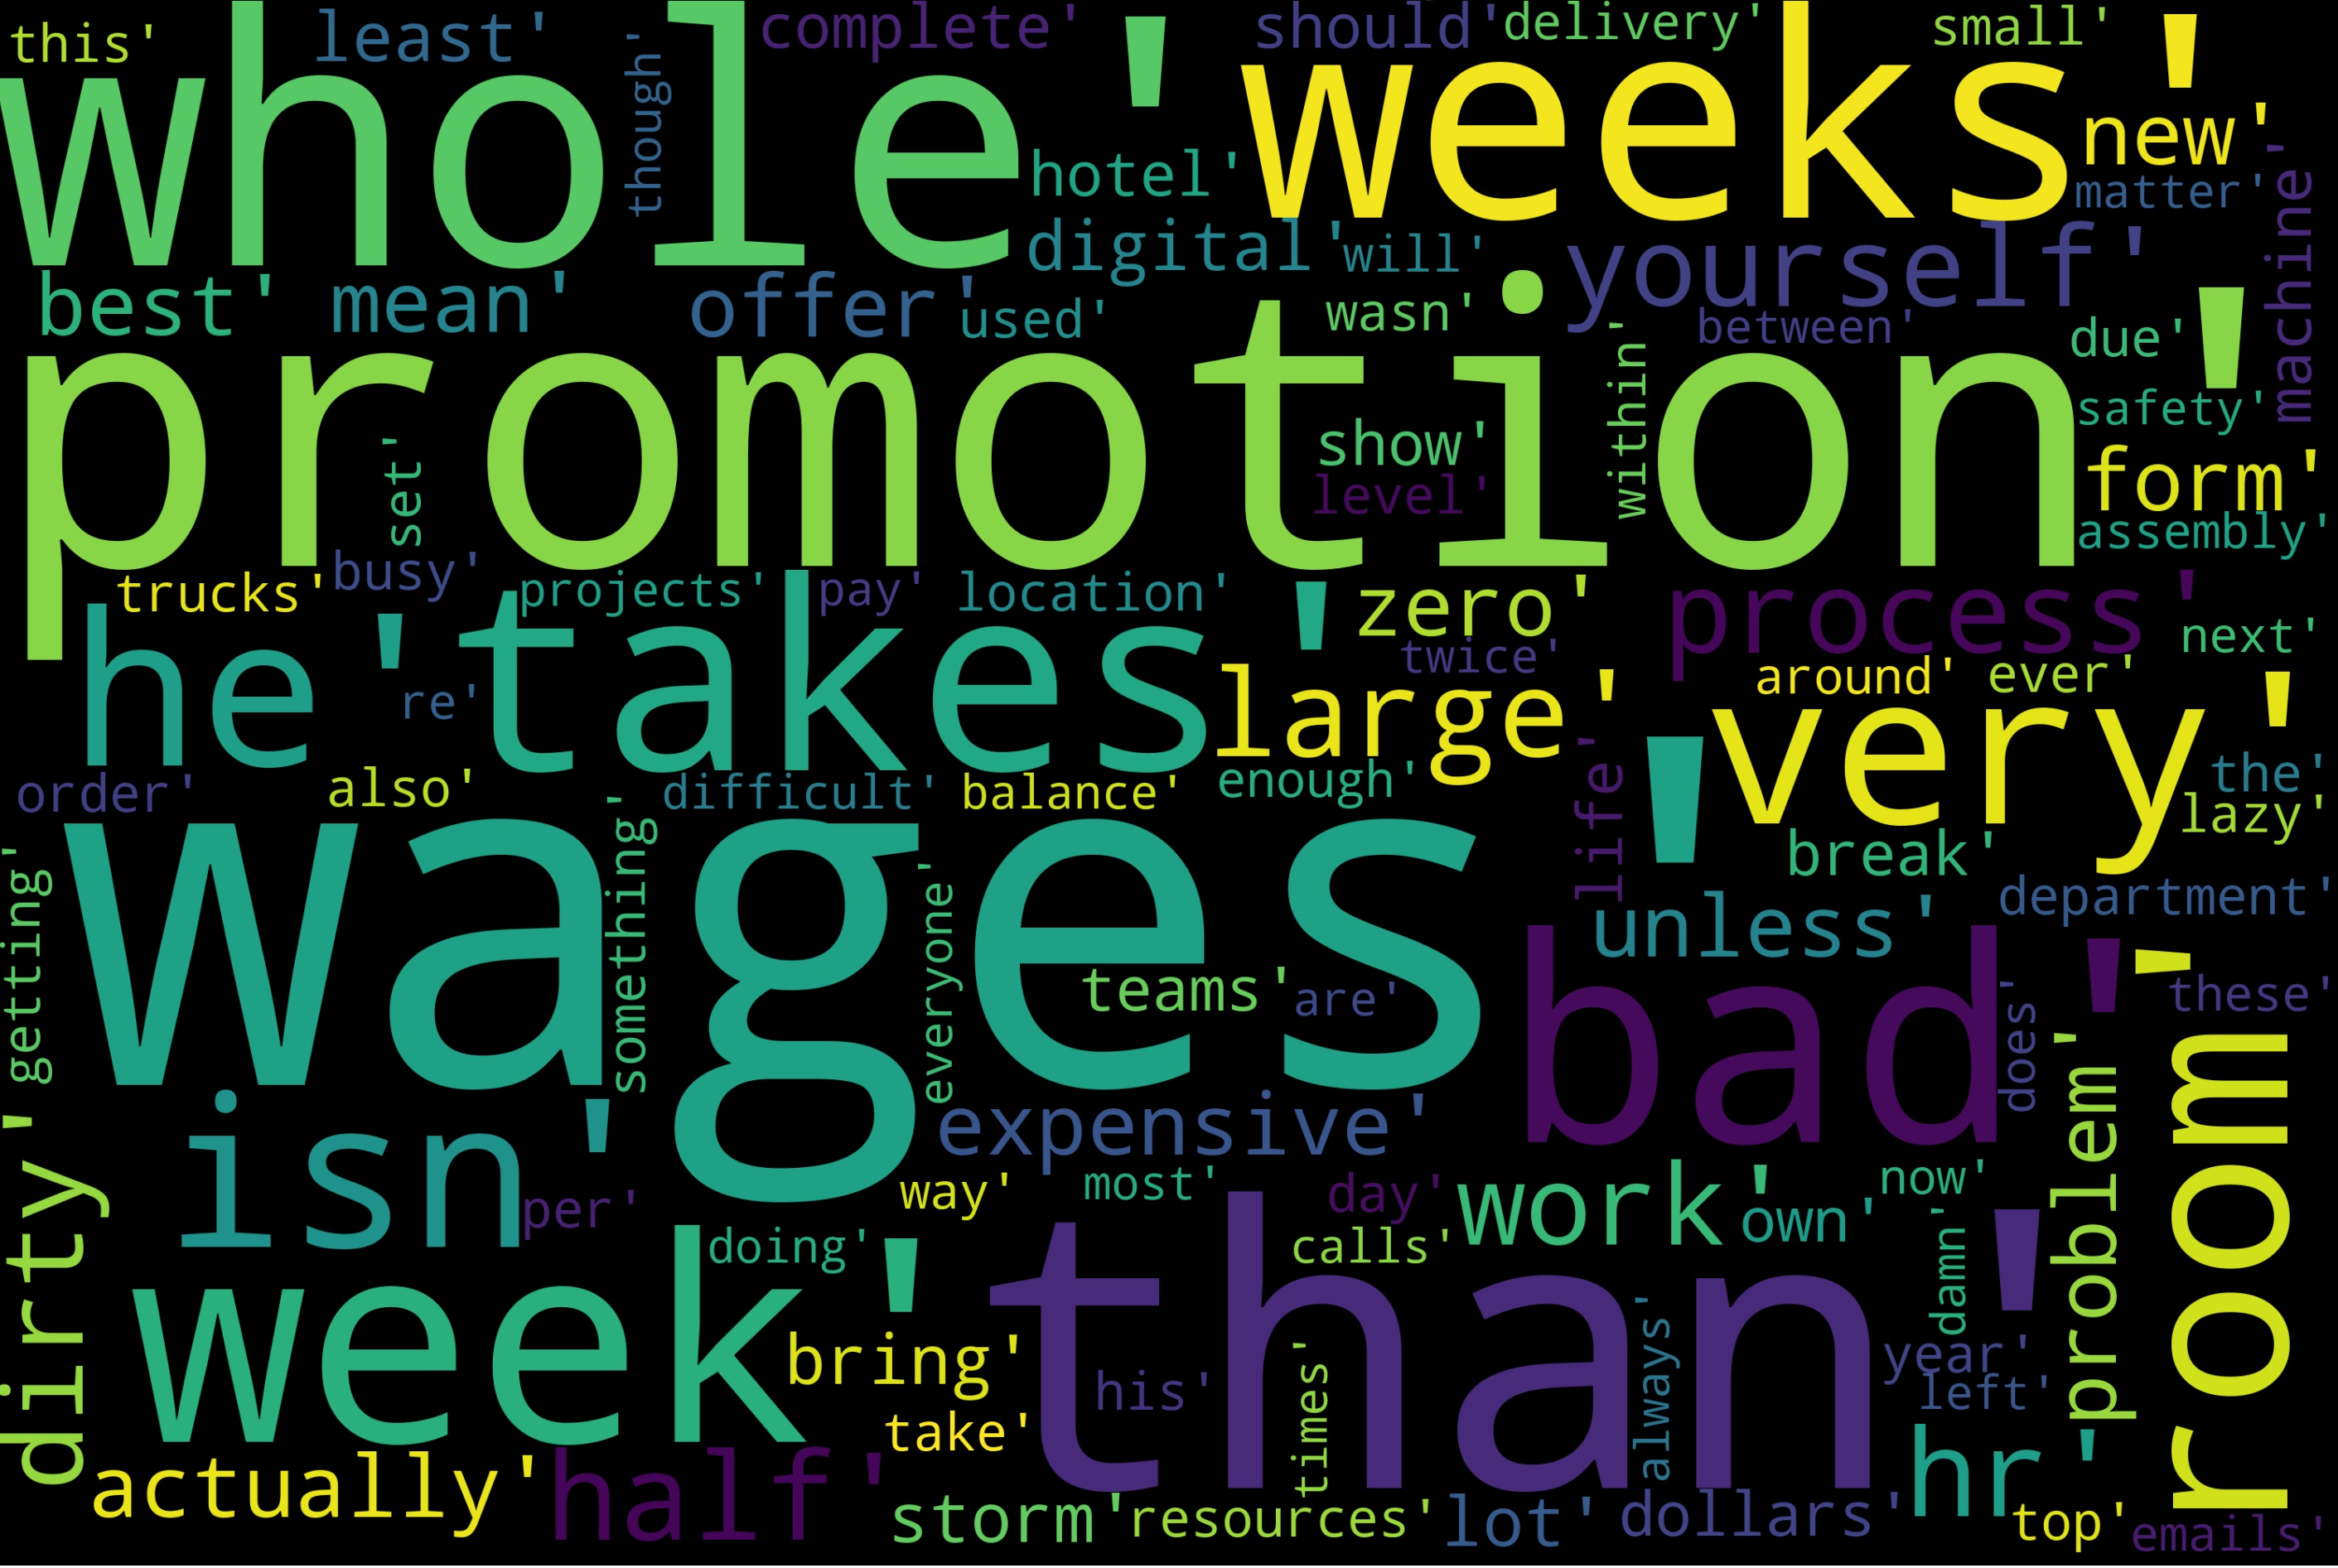 this'
least'
complete'
should'
delivery'
small'
whole'
though'
weeks'
new'
hotel'
matter'
machine'
digital'
will'
yourself'
best'
mean'
offer'
used'
wasn'
between'
due'
promotion'
within'
safety'
show'
set'
level'
form'
assembly'
trucks'
busy'
projects'
pay'
location'
zero'
process'
next'
he'
takes'
re'
twice'
large'
around'
ever'
very'
the'
order'
also'
difficult'
balance'
enough'
life'
lazy'
break'
wages'
getting'
something'
everyone'
unless'
department'
teams'
are'
bad'
does'
these'
problem'
room'
dirty'
isn'
expensive'
per'
way'
most'
day'
work'
own'
now'
week'
doing'
calls'
than'
damn'
bring'
his'
times'
always'
year'
left'
take'
actually'
half'
storm'
resources'
lot'
dollars'
hr'
top'
emails'